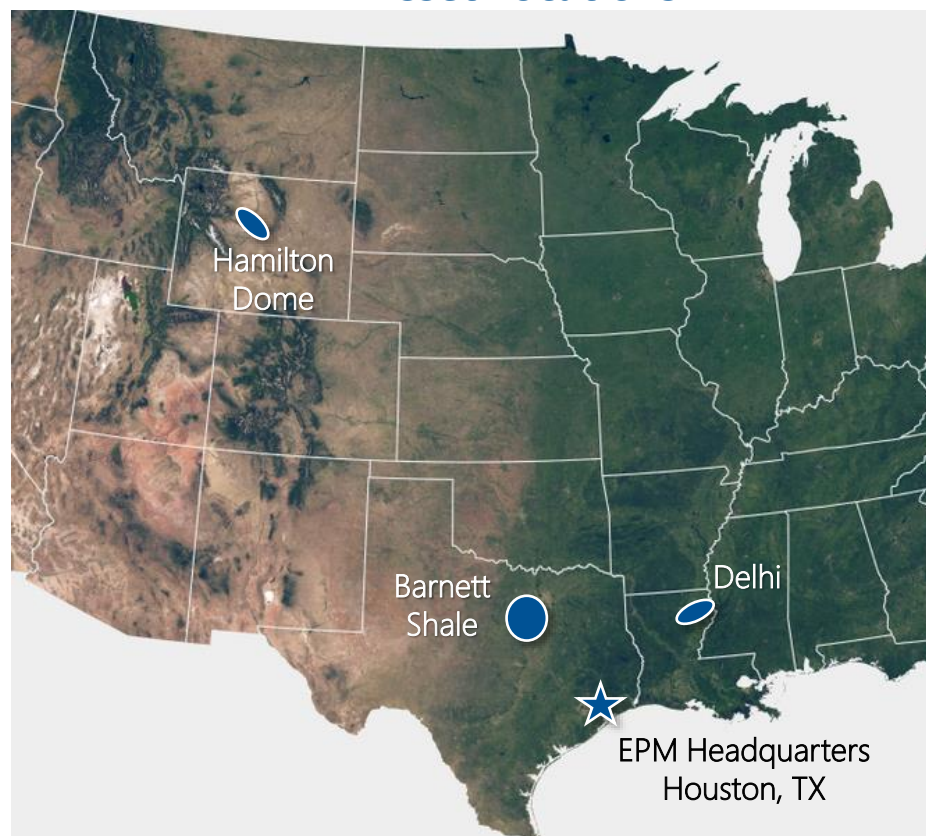 Hamilton
Dome
Barnett
Shale
Delhi
EPM Headquarters
Houston, TX